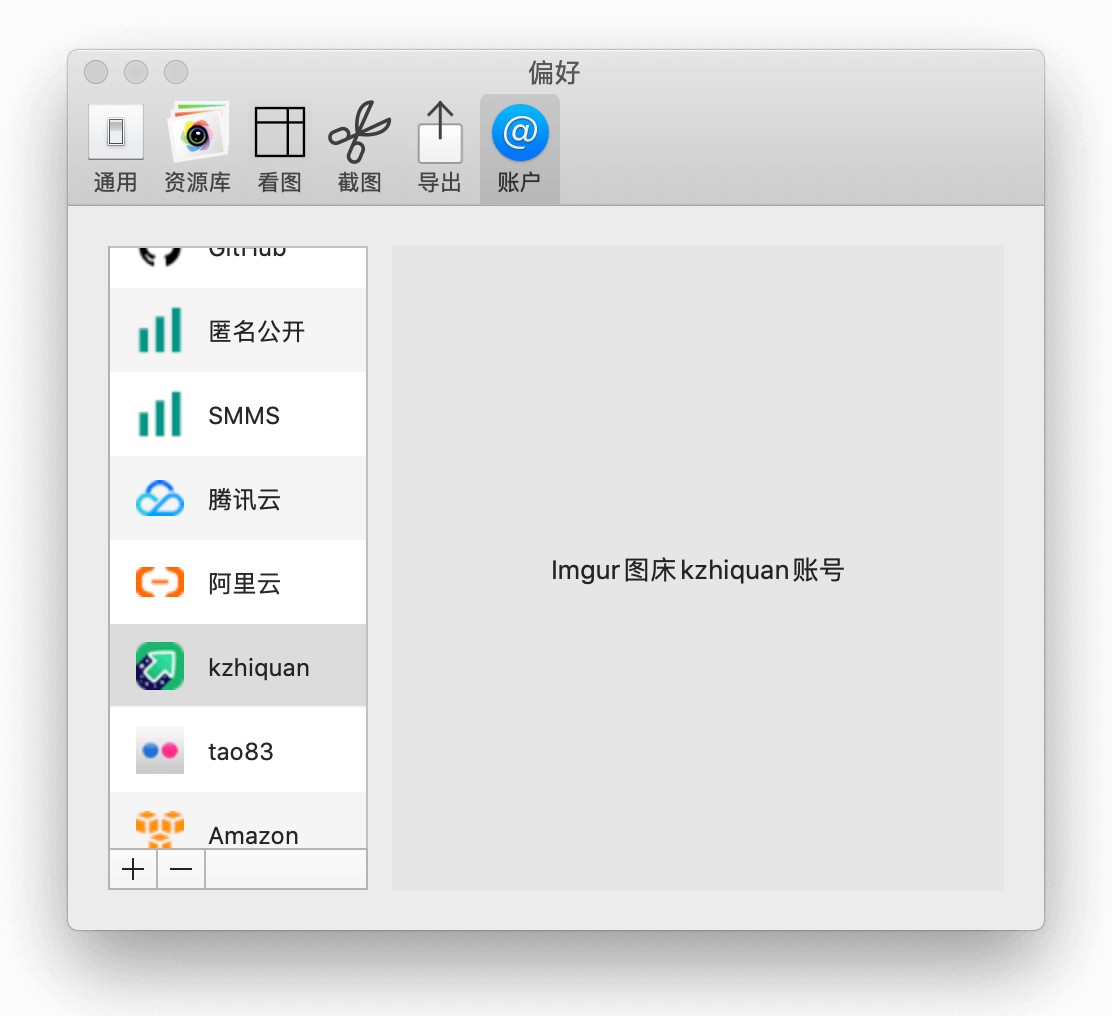 偏好
通用
资源库
看图
截图
导出
账户
GitHub
匿名公开
SMMS
腾讯云
阿里云
kzhiquan
tao83
Amazon
Imgur图床kzhiquan账号